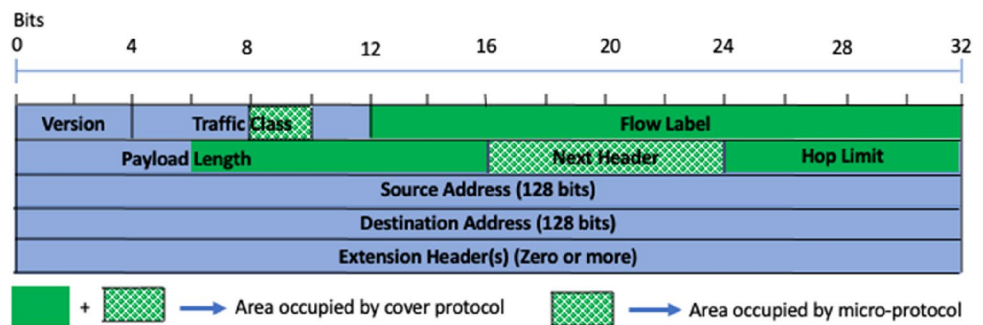 Bits
0 4 8 12 16 20 24 28 32
Version Traffic Class Flow Label
Payload Length Next Header Hop Limit
Source Address (128 bits)
Destination Address (128 bits)
Extension Header(s) (Zero or more)
+ Area occupied by cover protocol Area occupied by micro-protocol